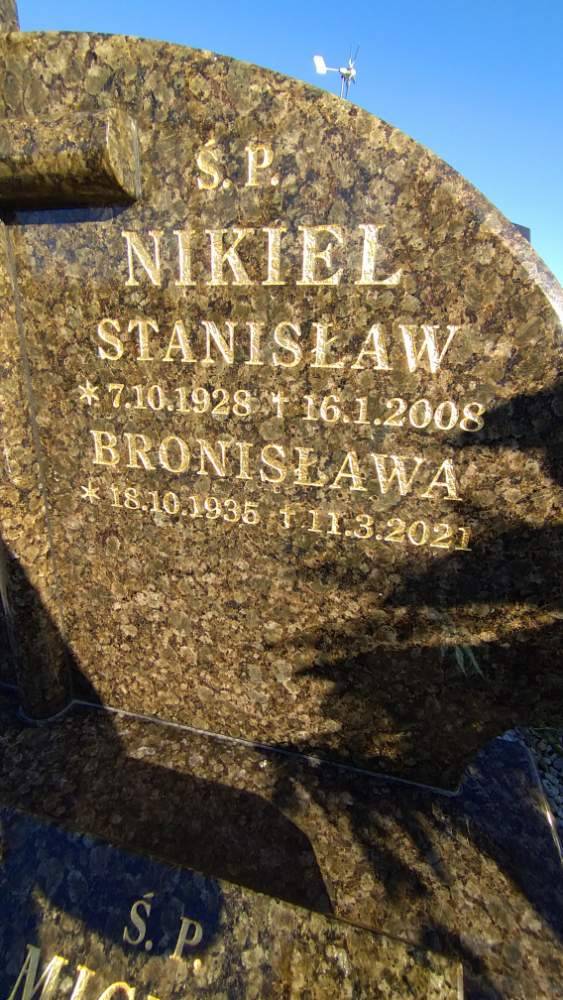 Ś. P.
NIKIEL
STANISŁAW
* 7.10.1928 † 16.1.2008
BRONISŁAWA
* 18.10.1935 † 11.3.2021
Ś. P.